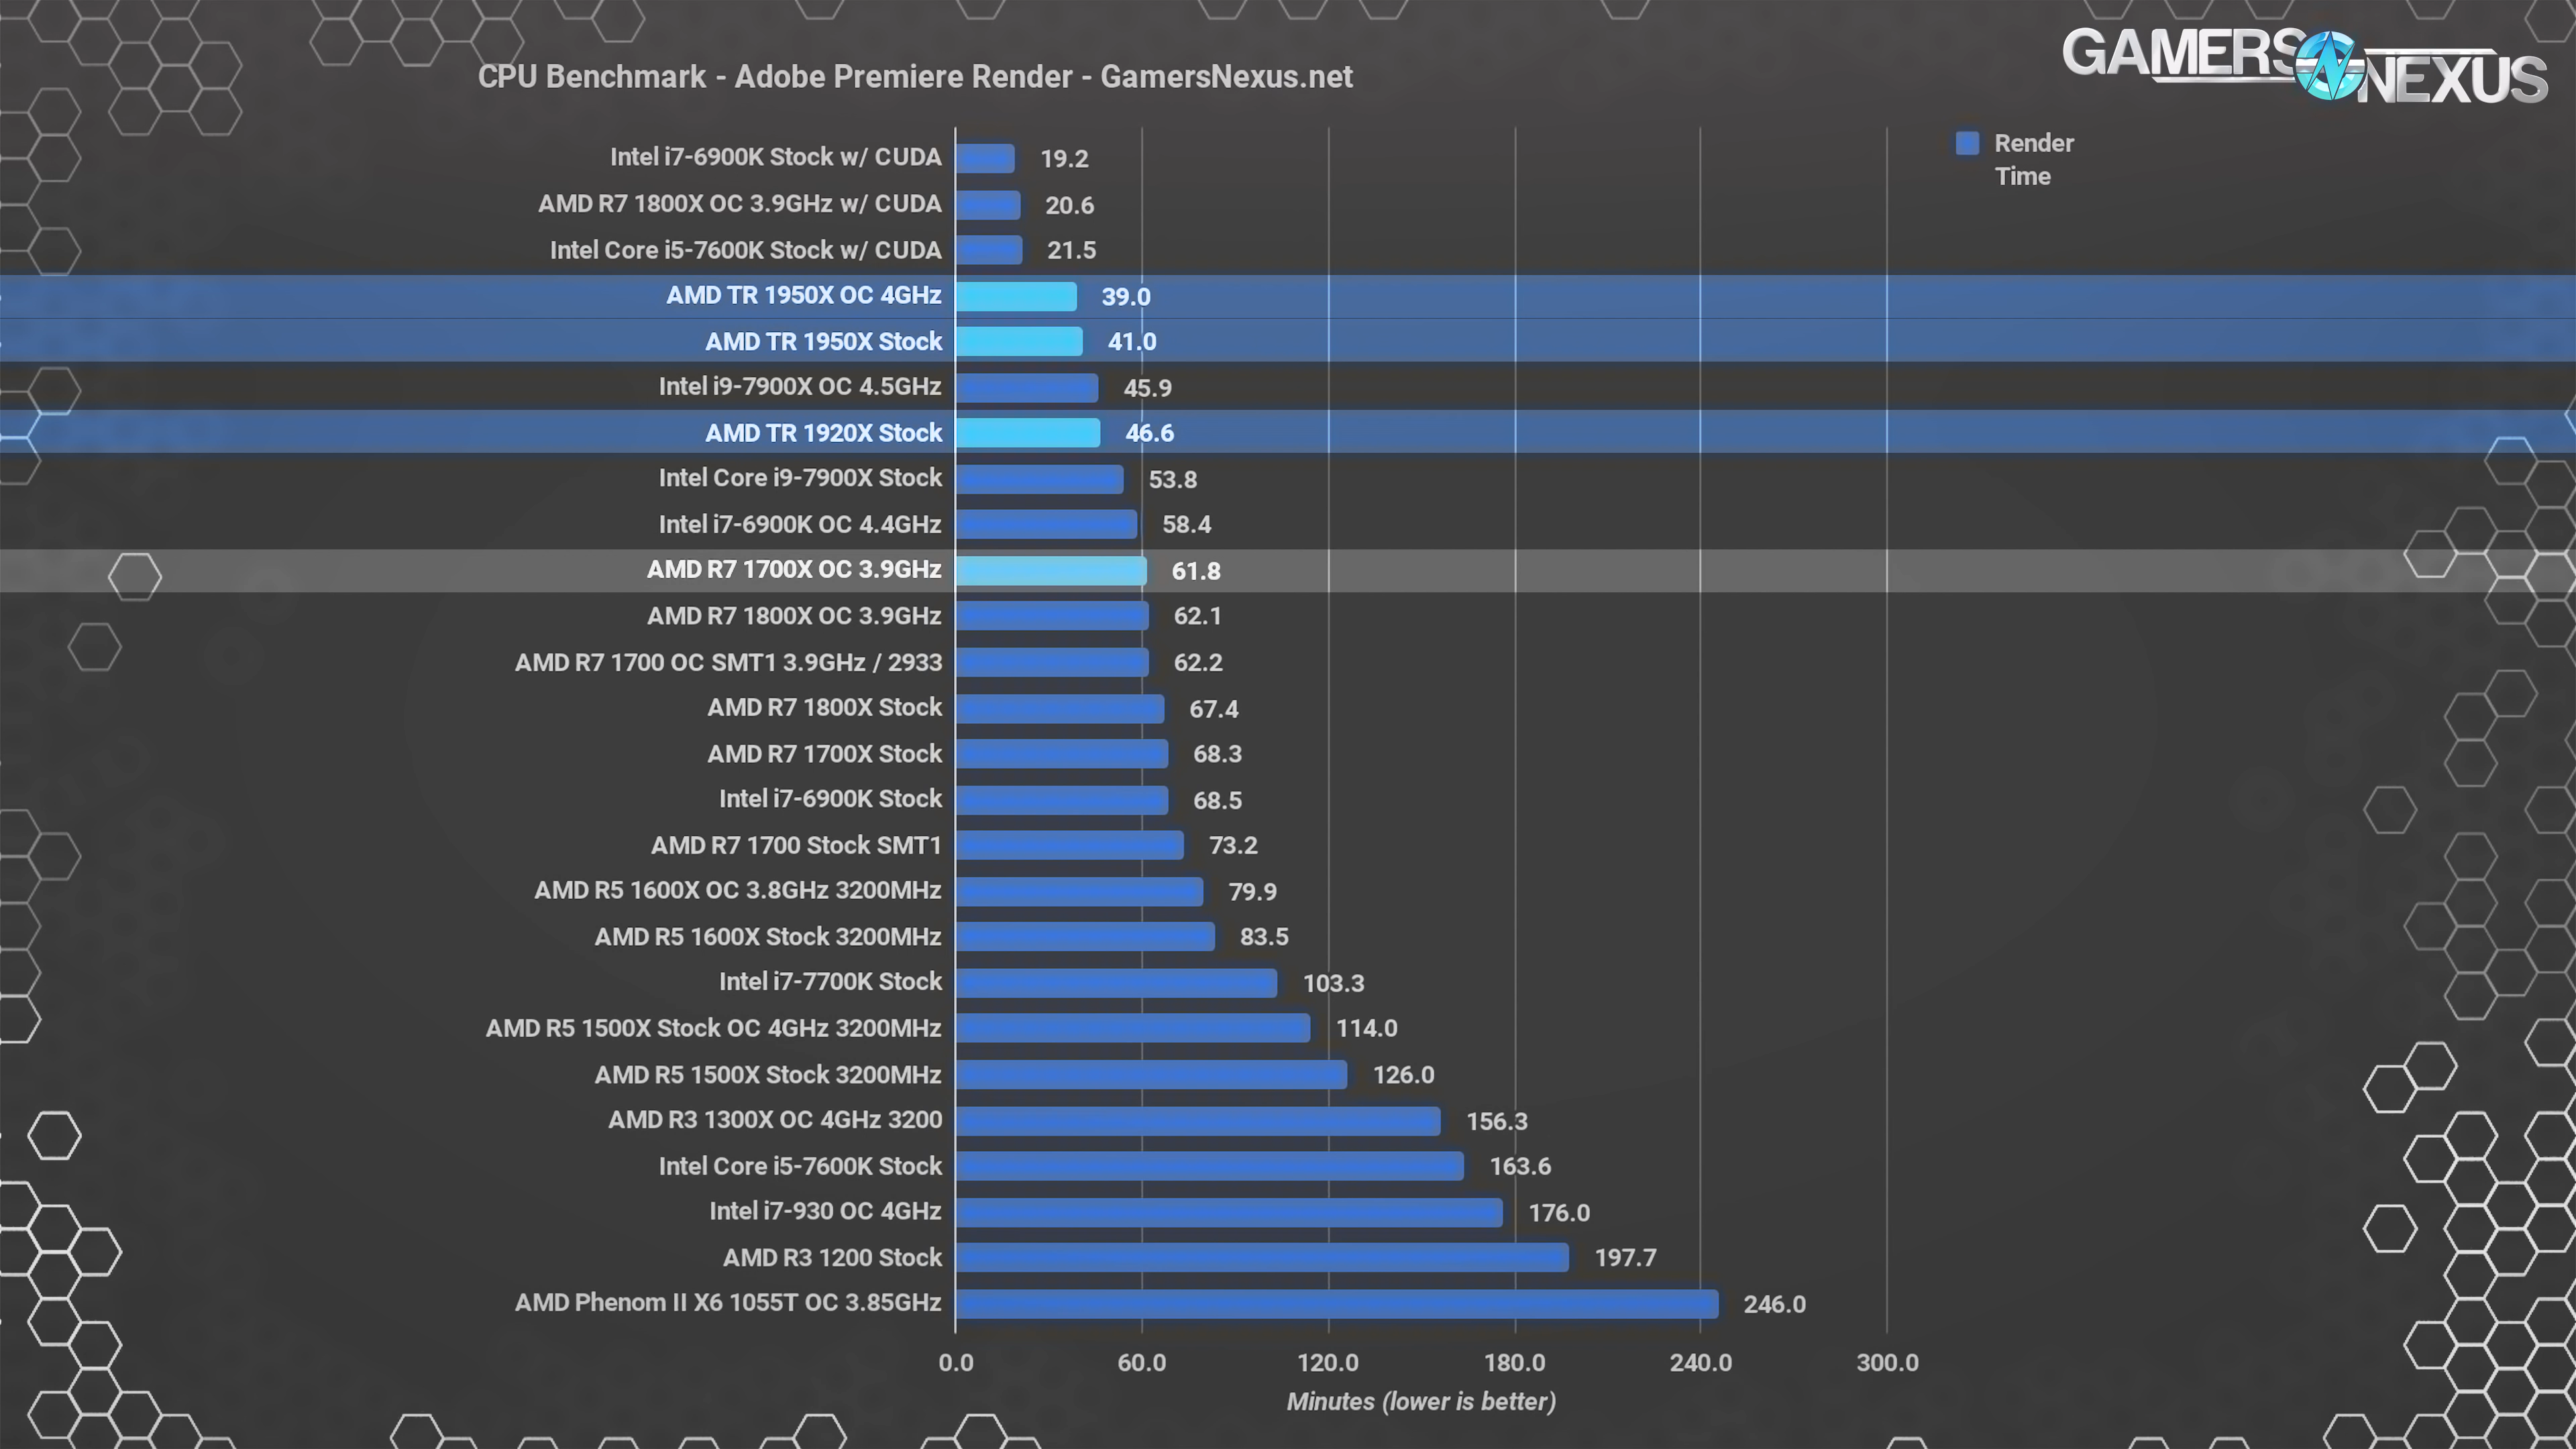 GAMERS NEXUS
CPU Benchmark - Adobe Premiere Render - GamersNexus.net
Render
Time
Intel i7-6900K Stock w/ CUDA 19.2
AMD R7 1800X OC 3.9GHz w/ CUDA 20.6
Intel Core i5-7600K Stock w/ CUDA 21.5
AMD TR 1950X OC 4GHz 39.0
AMD TR 1950X Stock 41.0
Intel i9-7900X OC 4.5GHz 45.9
AMD TR 1920X Stock 46.6
Intel Core i9-7900X Stock 53.8
Intel i7-6900K OC 4.4GHz 58.4
AMD R7 1700X OC 3.9GHz 61.8
AMD R7 1800X OC 3.9GHz 62.1
AMD R7 1700 OC SMT1 3.9GHz / 2933 62.2
AMD R7 1800X Stock 67.4
AMD R7 1700X Stock 68.3
Intel i7-6900K Stock 68.5
AMD R7 1700 Stock SMT1 73.2
AMD R5 1600X OC 3.8GHz 3200MHz 79.9
AMD R5 1600X Stock 3200MHz 83.5
Intel i7-7700K Stock 103.3
AMD R5 1500X Stock OC 4GHz 3200MHz 114.0
AMD R5 1500X Stock 3200MHz 126.0
AMD R3 1300X OC 4GHz 3200 156.3
Intel Core i5-7600K Stock 163.6
Intel i7-930 OC 4GHz 176.0
AMD R3 1200 Stock 197.7
AMD Phenom II X6 1055T OC 3.85GHz 246.0
0.0 60.0 120.0 180.0 240.0 300.0
Minutes (lower is better)